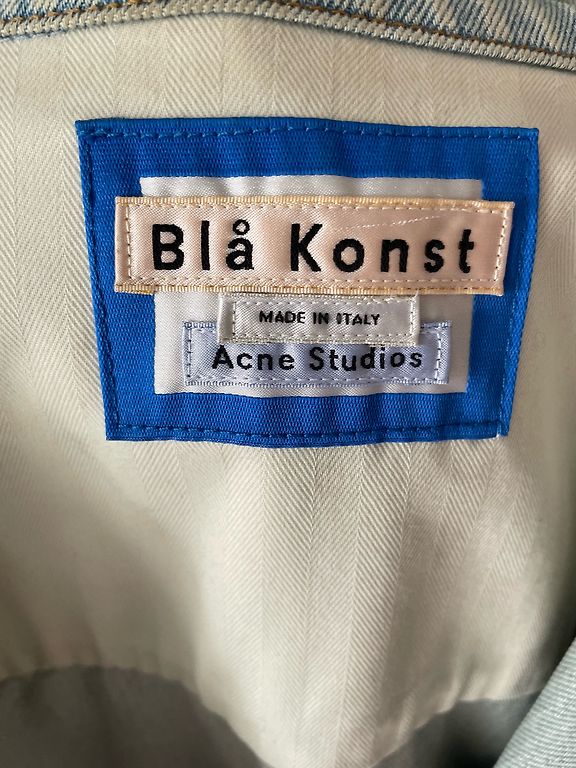 Blå Konst
MADE IN ITALY
Acne Studios